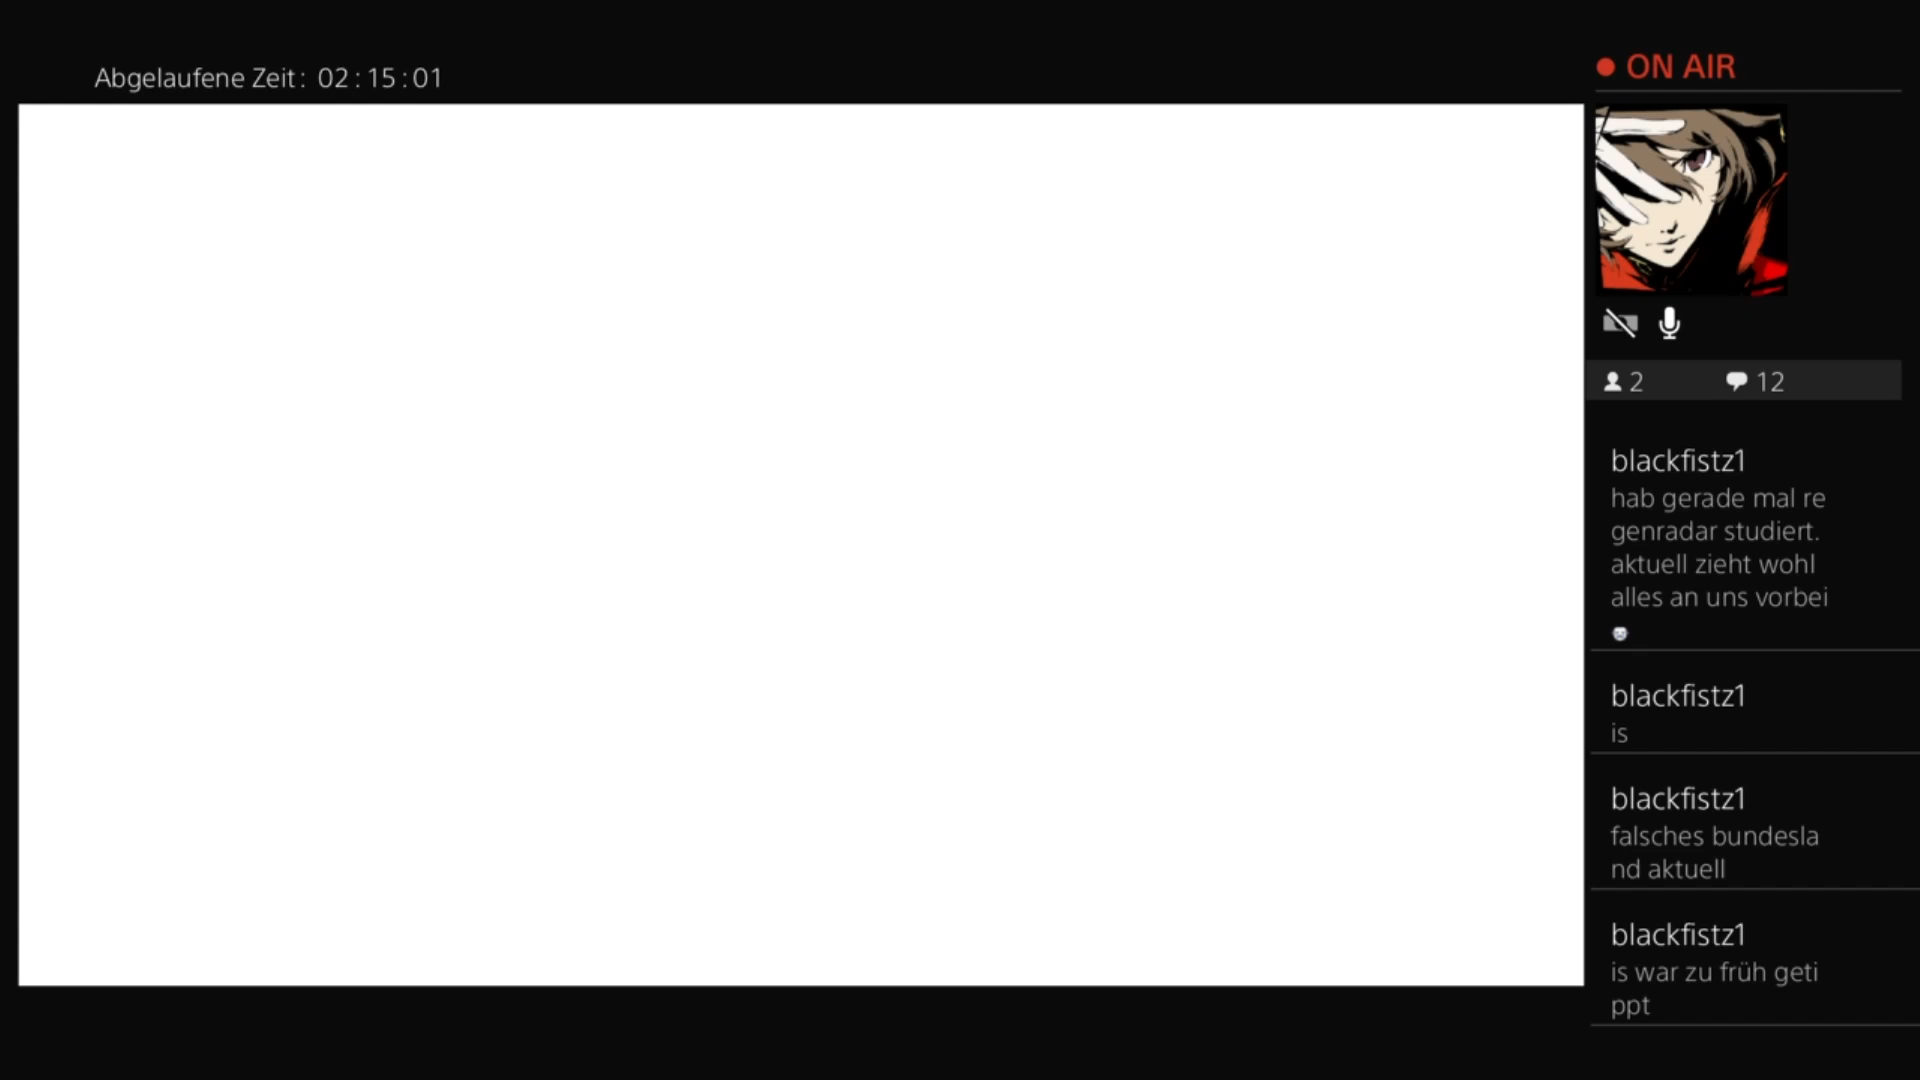 Abgelaufene Zeit: 02:15:01
ON AIR
2
12
blackfistz1
hab gerade mal re
genradar studiert.
aktuell zieht wohl
alles an uns vorbei
blackfistz1
is
blackfistz1
falsches bundesla
nd aktuell
blackfistz1
is war zu früh geti
ppt